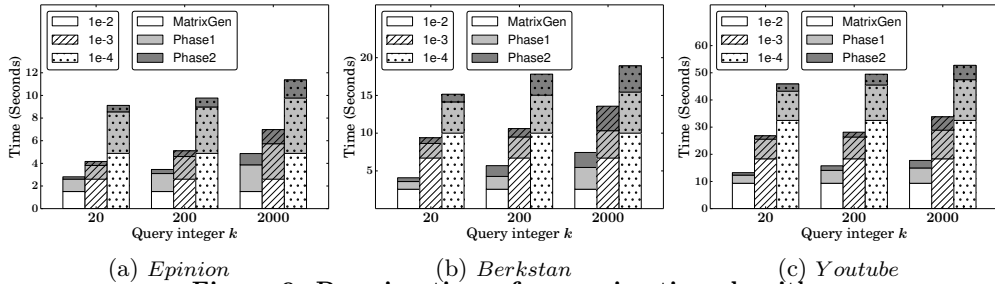 1e-2
1e-3
1e-4
MatrixGen
Phase1
Phase2
Time (Seconds)
12
10
8
6
4
2
0
20 200 2000
Query integer k
(a) Epinion
1e-2
1e-3
1e-4
MatrixGen
Phase1
Phase2
Time (Seconds)
20
15
10
5
20 200 2000
Query integer k
(b) Berkstan
1e-2
1e-3
1e-4
MatrixGen
Phase1
Phase2
Time (Seconds)
50
40
30
20
10
0
20 200 2000
Query integer k
(c) Youtube